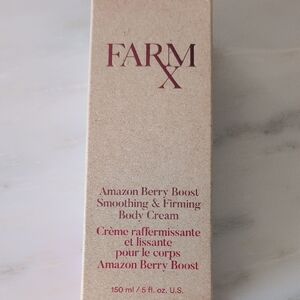 FARM
X
Amazon Berry Boost
Smoothing & Firming
Body Cream
Crème raffermissante
et lissante
pour le corps
Amazon Berry Boost
150 ml / 5 fl. oz. U.S.